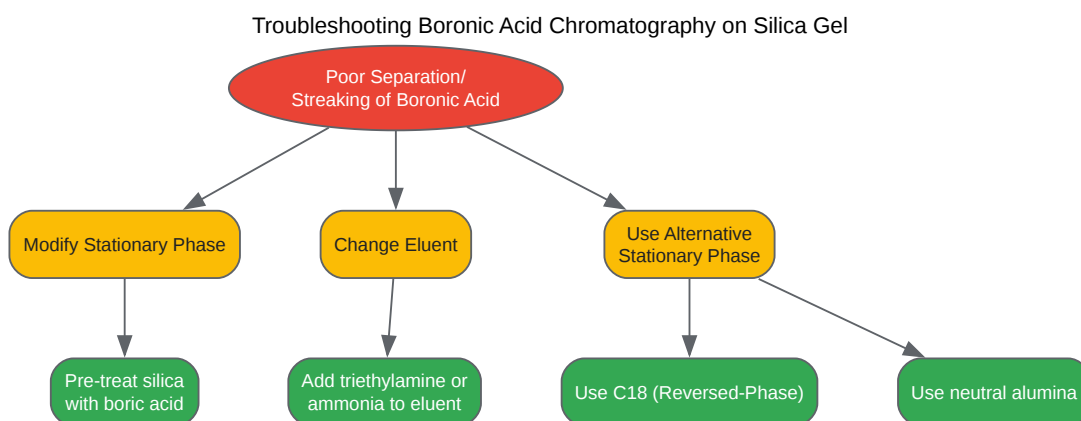 Troubleshooting Boronic Acid Chromatography on Silica Gel
Poor Separation/
Streaking of Boronic Acid
Modify Stationary Phase
Change Eluent
Use Alternative
Stationary Phase
Pre-treat silica
with boric acid
Add triethylamine or
ammonia to eluent
Use C18 (Reversed-Phase)
Use neutral alumina